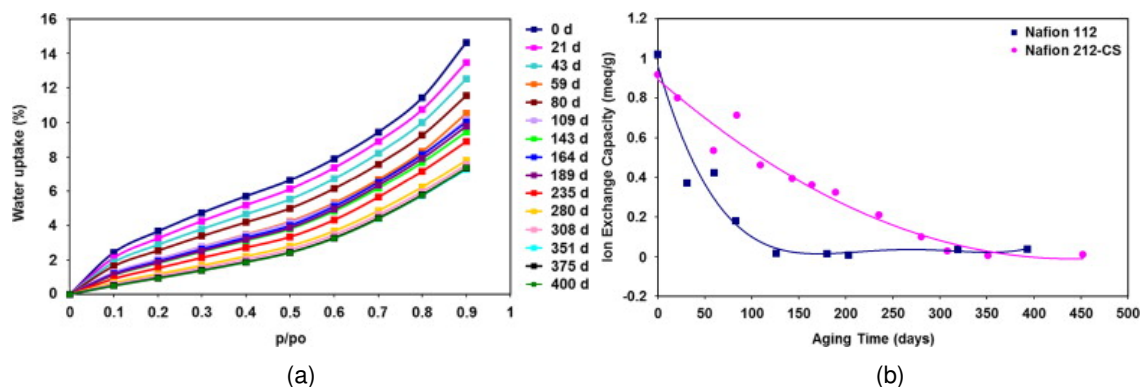 16
14
12
10
8
6
4
2
0
Water uptake (%)
0 0.1 0.2 0.3 0.4 0.5 0.6 0.7 0.8 0.9 1
p/po
0 d
21 d
43 d
59 d
80 d
109 d
143 d
164 d
189 d
235 d
280 d
308 d
351 d
375 d
400 d
(a)
1.2
1
0.8
0.6
0.4
0.2
0
-0.2
Ion Exchange Capacity (meq/g)
Nafion 112
Nafion 212-CS
0 50 100 150 200 250 300 350 400 450 500
Aging Time (days)
(b)